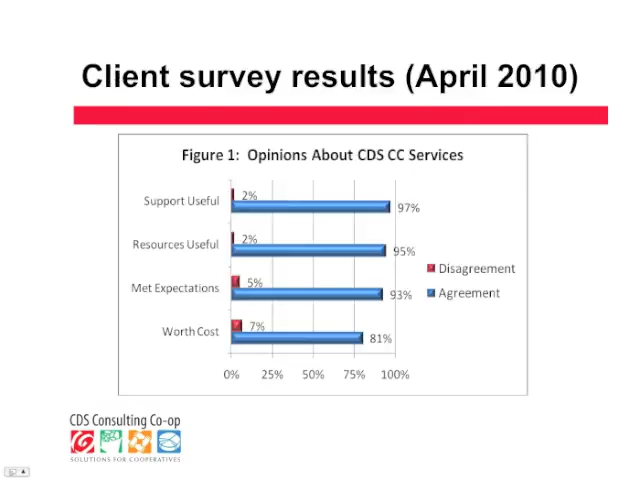 Client survey results (April 2010)
Figure 1: Opinions About CDS CC Services
Support Useful
2%
97%
Resources Useful
2%
95%
Met Expectations
5%
93%
Worth Cost
7%
81%
0% 25% 50% 75% 100%
Disagreement
Agreement
CDS Consulting Co-op
SOLUTIONS FOR COOPERATIVES